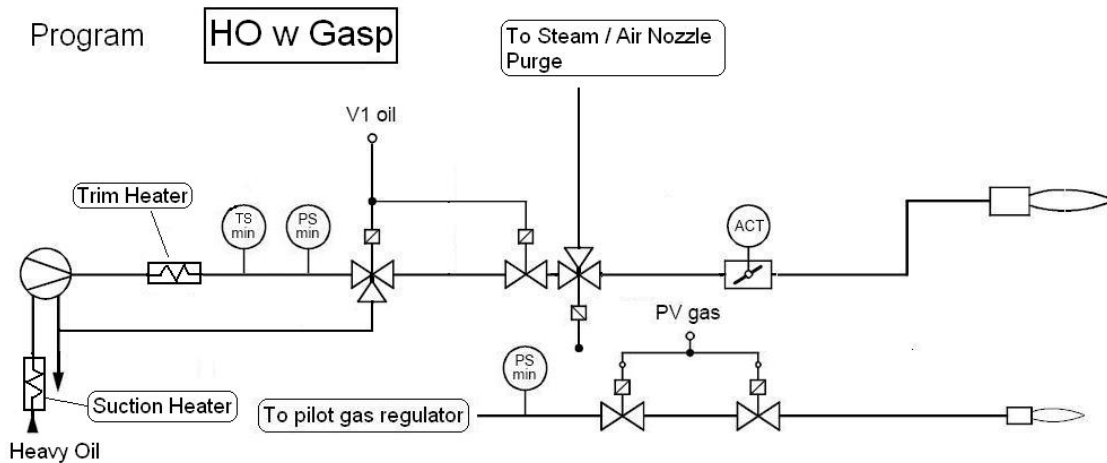 Program
HO w Gasp
To Steam / Air Nozzle
Purge
V1 oil
Trim Heater
TS
min
PS
min
ACT
PV gas
PS
min
Suction Heater
To pilot gas regulator
Heavy Oil